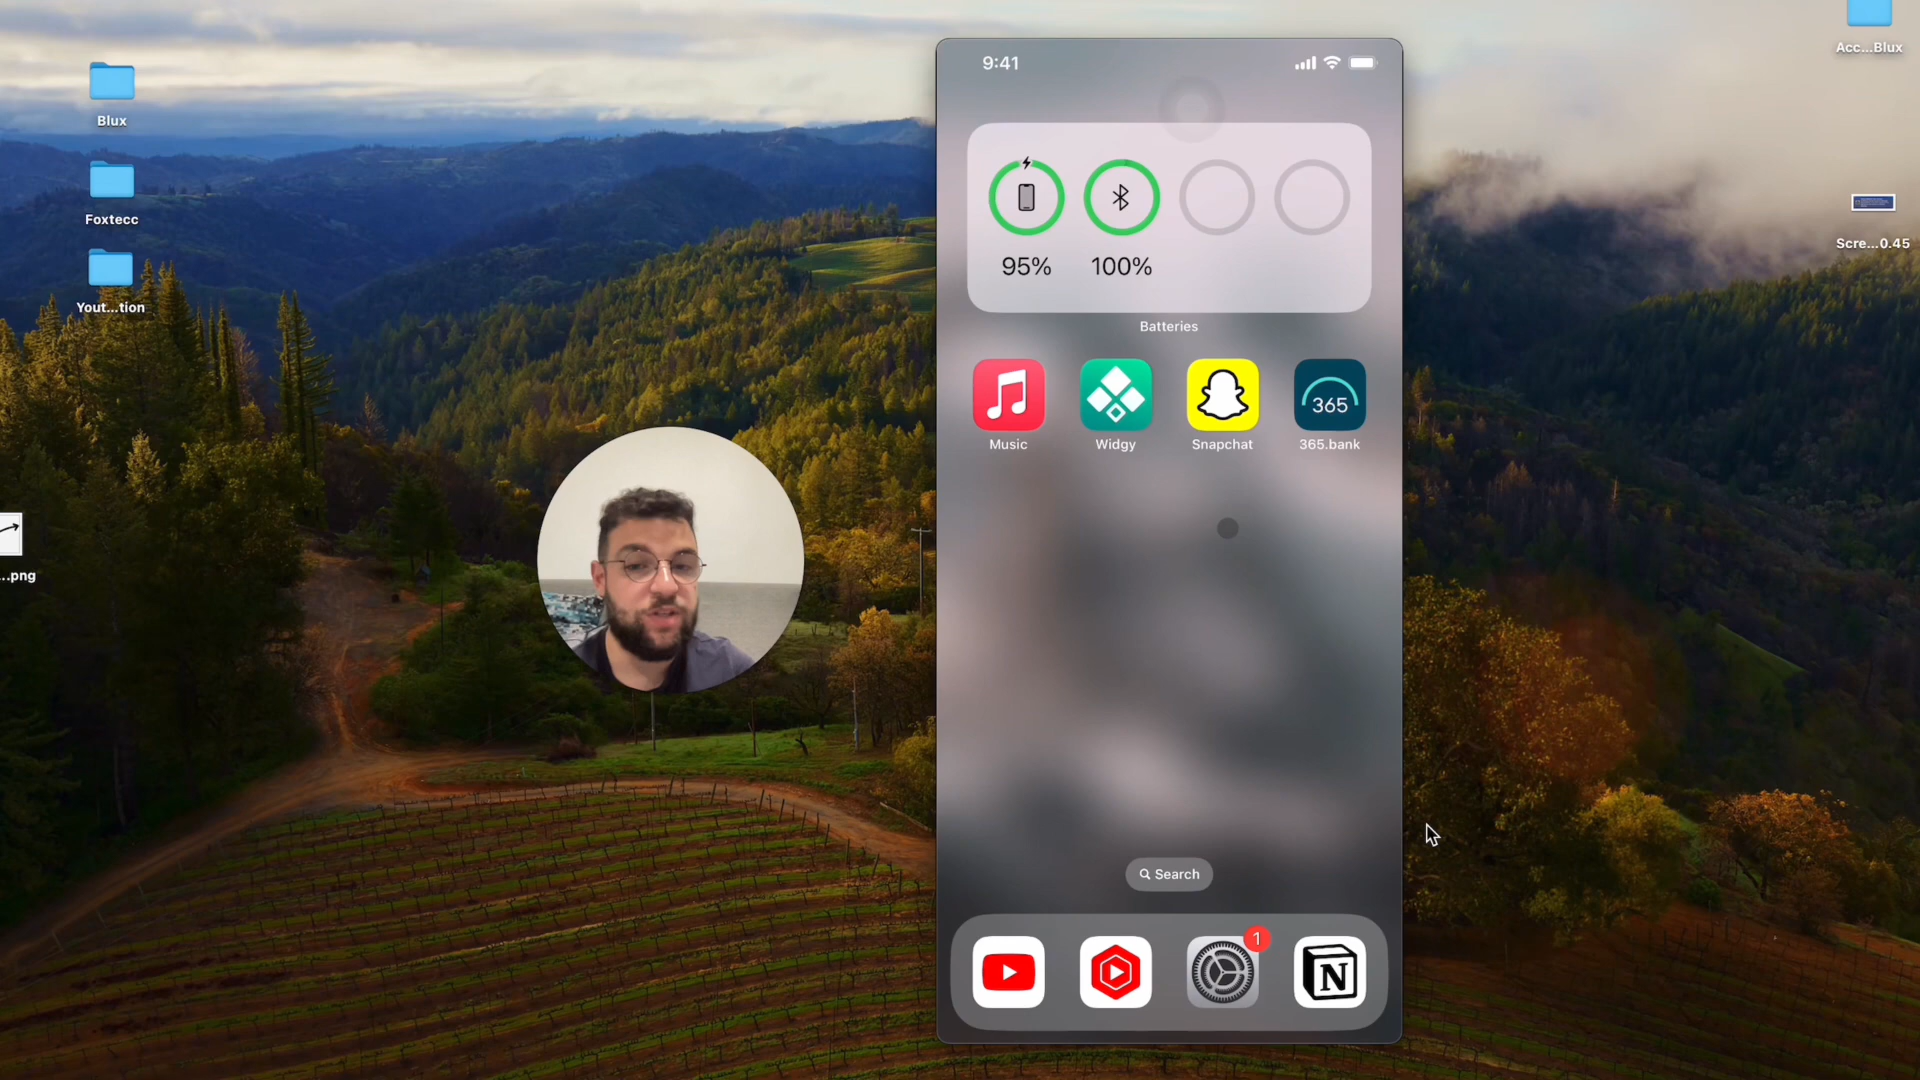 Blux
Foxtecc
Yout...tion
...png
9:41
95%
100%
Batteries
Music
Widgy
Snapchat
365
365.bank
Search
1
N
Acc...Blux
Scre...0.45